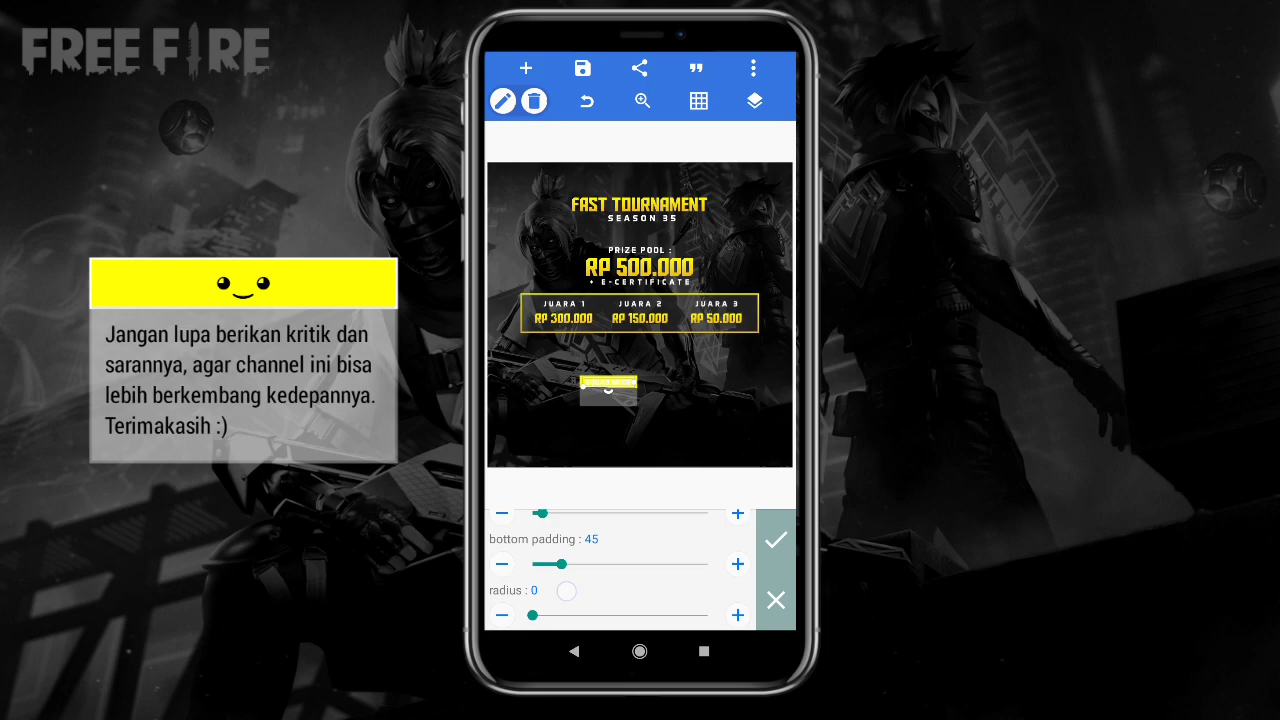 FREE FIRE
Jangan lupa berikan kritik dan
sarannya, agar channel ini bisa
lebih berkembang kedepannya.
Terimakasih :)
FAST TOURNAMENT
SEASON 35
PRIZE POOL :
RP 500.000
+ E-CERTIFICATE
JUARA 1 JUARA 2 JUARA 3
RP 300.000 RP 150.000 RP 50.000
bottom padding : 45
radius : 0